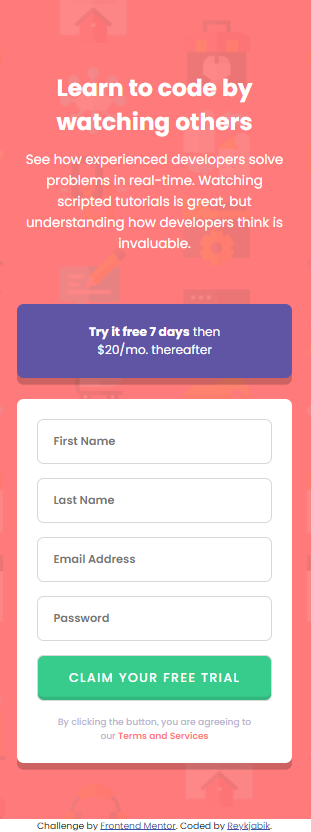 Learn to code by
watching others
See how experienced developers solve
problems in real-time. Watching
scripted tutorials is great, but
understanding how developers think is
invaluable.
Try it free 7 days then
$20/mo. thereafter
First Name
Last Name
Email Address
Password
CLAIM YOUR FREE TRIAL
By clicking the button, you are agreeing to
our Terms and Services
Challenge by Frontend Mentor. Coded by Reykjabik.